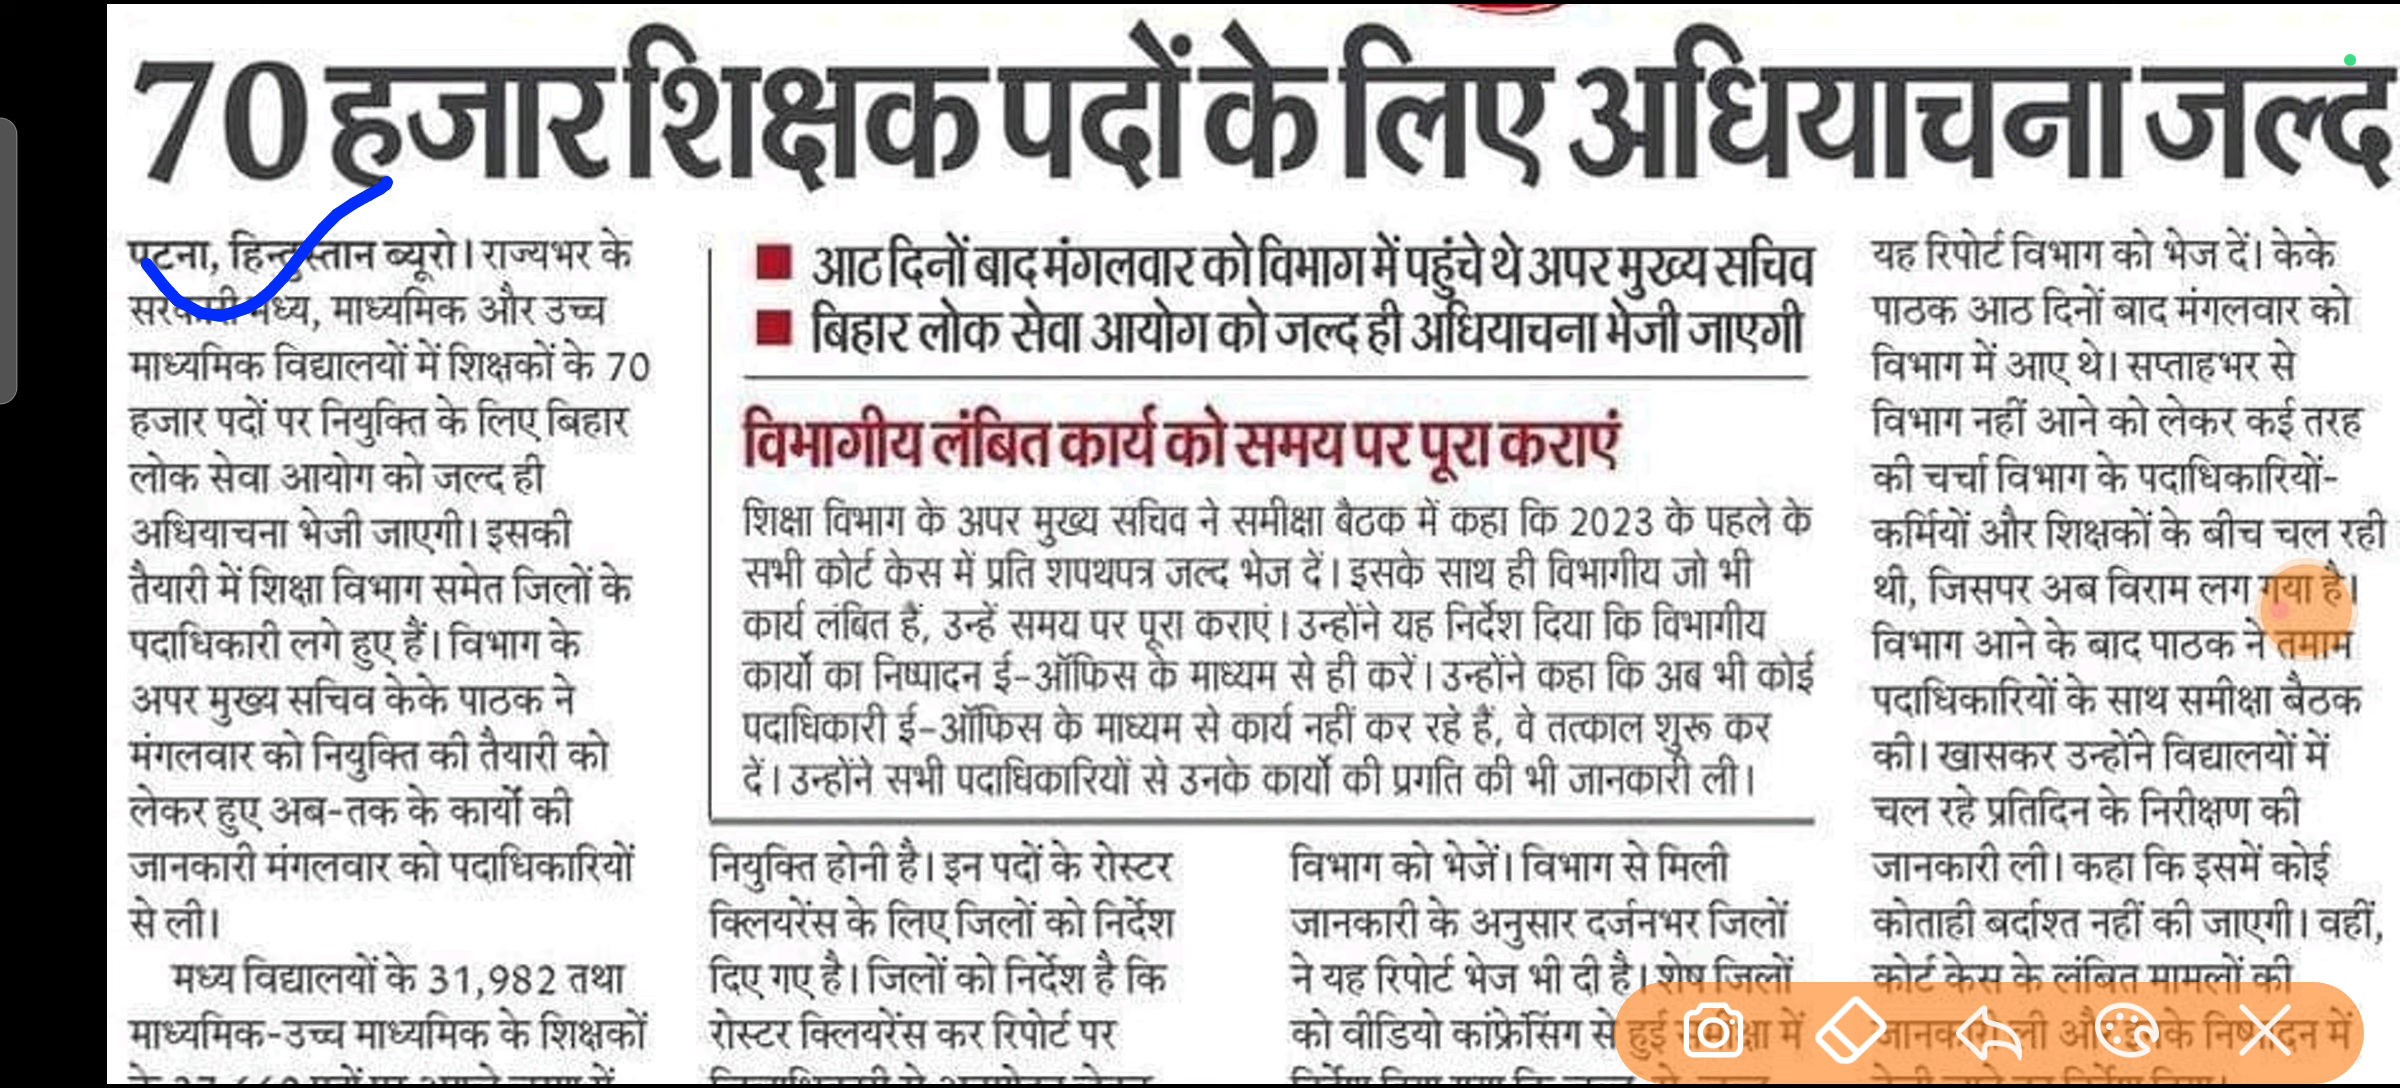 70 हजार शिक्षक पदों के लिए अधियाचना जल्द
पटना, हिन्दुस्तान ब्यूरो। राज्यभर के
सरकारी मध्य, माध्यमिक और उच्च
माध्यमिक विद्यालयों में शिक्षकों के 70
हजार पदों पर नियुक्ति के लिए बिहार
लोक सेवा आयोग को जल्द ही
अधियाचना भेजी जाएगी। इसकी
तैयारी में शिक्षा विभाग समेत जिलों के
पदाधिकारी लगे हुए हैं। विभाग के
अपर मुख्य सचिव केके पाठक ने
मंगलवार को नियुक्ति की तैयारी को
लेकर हुए अब-तक के कार्यों की
जानकारी मंगलवार को पदाधिकारियों
से ली।
मध्य विद्यालयों के 31,982 तथा
माध्यमिक-उच्च माध्यमिक के शिक्षकों
आठ दिनों बाद मंगलवार को विभाग में पहुंचे थे अपर मुख्य सचिव
बिहार लोक सेवा आयोग को जल्द ही अधियाचना भेजी जाएगी
विभागीय लंबित कार्य को समय पर पूरा कराएं
शिक्षा विभाग के अपर मुख्य सचिव ने समीक्षा बैठक में कहा कि 2023 के पहले के
सभी कोर्ट केस में प्रति शपथपत्र जल्द भेज दें। इसके साथ ही विभागीय जो भी
कार्य लंबित हैं, उन्हें समय पर पूरा कराएं। उन्होंने यह निर्देश दिया कि विभागीय
कार्यों का निष्पादन ई-ऑफिस के माध्यम से ही करें। उन्होंने कहा कि अब भी कोई
पदाधिकारी ई-ऑफिस के माध्यम से कार्य नहीं कर रहे हैं, वे तत्काल शुरू कर
दें। उन्होंने सभी पदाधिकारियों से उनके कार्यों की प्रगति की भी जानकारी ली।
नियुक्ति होनी है। इन पदों के रोस्टर
क्लियरेंस के लिए जिलों को निर्देश
दिए गए है। जिलों को निर्देश है कि
रोस्टर क्लियरेंस कर रिपोर्ट पर
विभाग को भेजें। विभाग से मिली
जानकारी के अनुसार दर्जनभर जिलों
ने यह रिपोर्ट भेज भी दी है। शेष जिलों
को वीडियो कांफ्रेसिंग से हुई समीक्षा में
यह रिपोर्ट विभाग को भेज दें। केके
पाठक आठ दिनों बाद मंगलवार को
विभाग में आए थे। सप्ताहभर से
विभाग नहीं आने को लेकर कई तरह
की चर्चा विभाग के पदाधिकारियों-
कर्मियों और शिक्षकों के बीच चल रही
थी, जिसपर अब विराम लग गया है।
विभाग आने के बाद पाठक ने तमाम
पदाधिकारियों के साथ समीक्षा बैठक
की। खासकर उन्होंने विद्यालयों में
चल रहे प्रतिदिन के निरीक्षण की
जानकारी ली। कहा कि इसमें कोई
कोताही बर्दाश्त नहीं की जाएगी। वहीं,
कोर्ट केस के लंबित मामलों की
जानकारी ली और इनके निष्पादन में